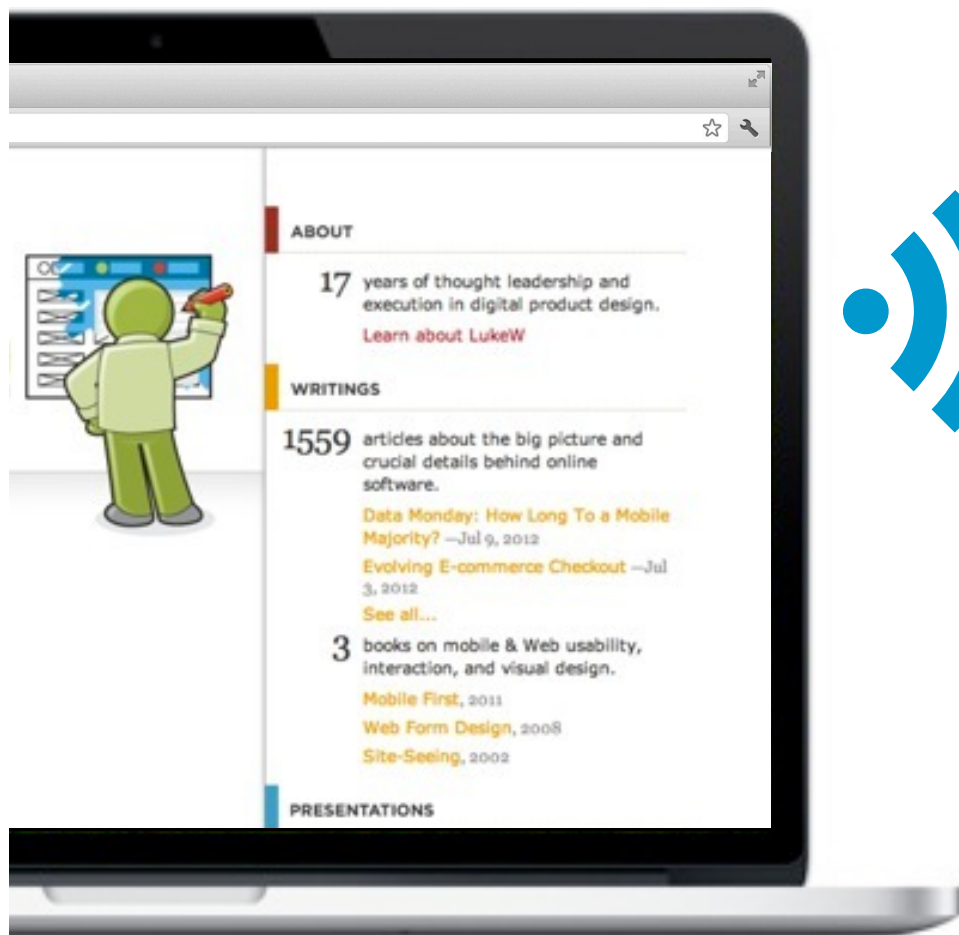 ABOUT
17 years of thought leadership and
execution in digital product design.
Learn about LukeW
WRITINGS
1559 articles about the big picture and
crucial details behind online
software.
Data Monday: How Long To a Mobile
Majority? —Jul 9, 2012
Evolving E-commerce Checkout —Jul
3, 2012
See all...
3 books on mobile & Web usability,
interaction, and visual design.
Mobile First, 2011
Web Form Design, 2008
Site-Seeing, 2002
PRESENTATIONS